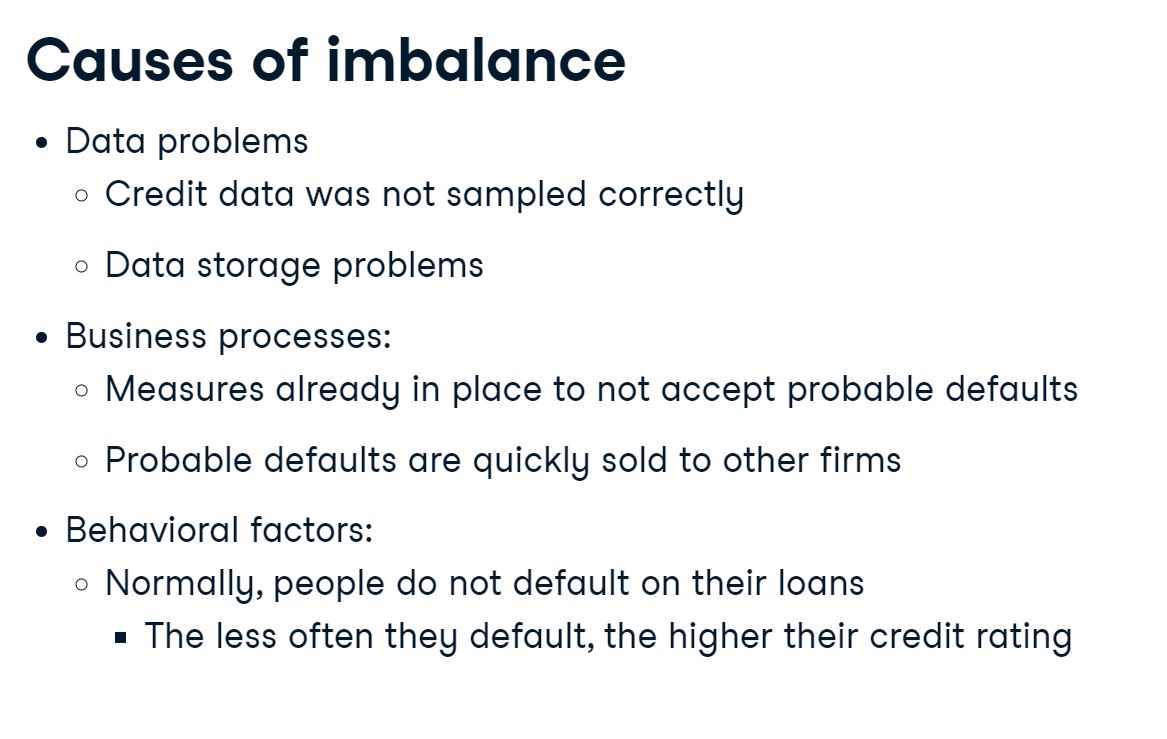 Causes of imbalance
Data problems
Credit data was not sampled correctly
Data storage problems
Business processes:
Measures already in place to not accept probable defaults
Probable defaults are quickly sold to other firms
Behavioral factors:
Normally, people do not default on their loans
The less often they default, the higher their credit rating